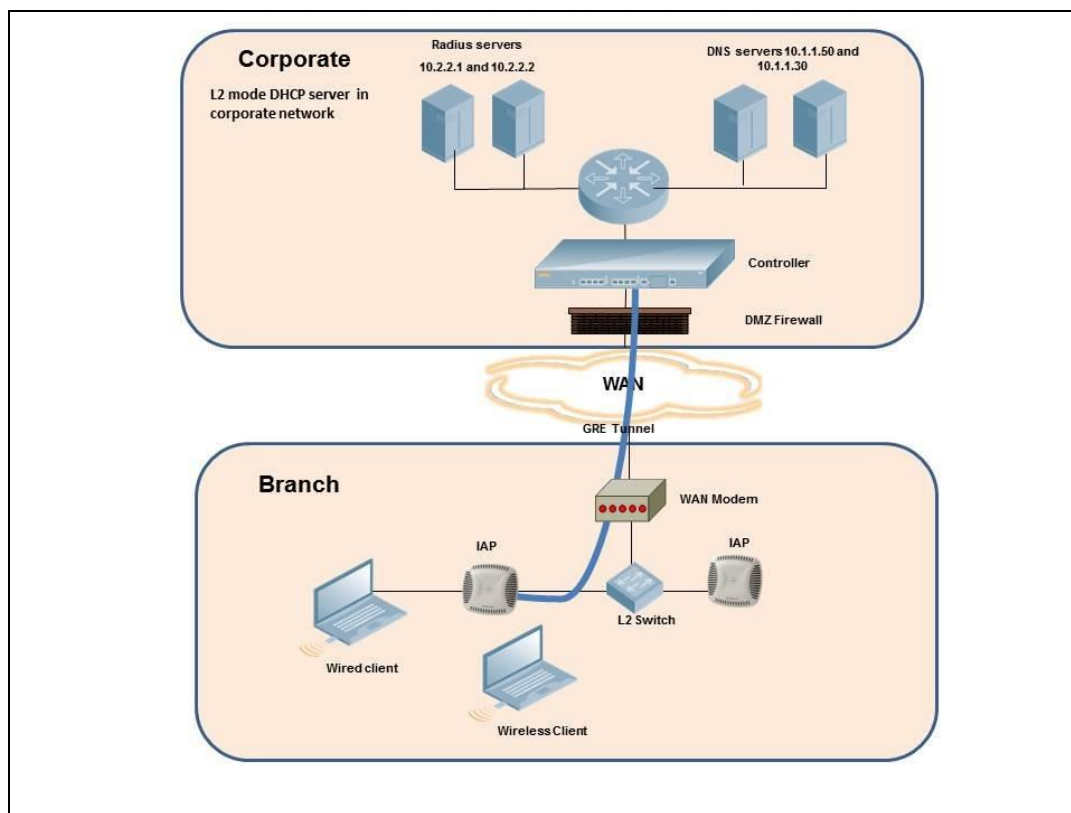 Corporate
L2 mode DHCP server in
corporate network
Radius servers
10.2.2.1 and 10.2.2.2
DNS servers 10.1.1.50 and
10.1.1.30
Controller
DMZ Firewall
WAN
GRE Tunnel
Branch
WAN Modem
IAP
IAP
L2 Switch
Wired client
Wireless Client